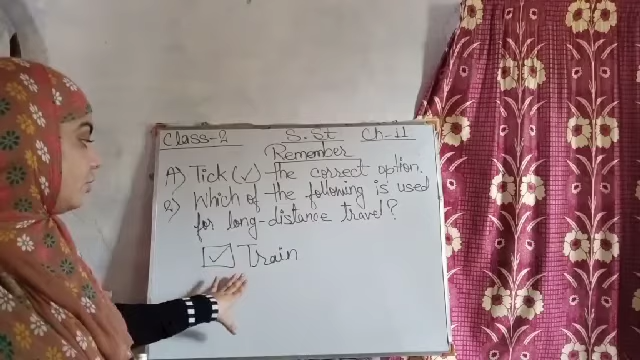 Class-2 S.St Ch-11
Remember
A) Tick (✓) the correct option.
2) Which of the following is used
for long-distance travel?
☑ Train